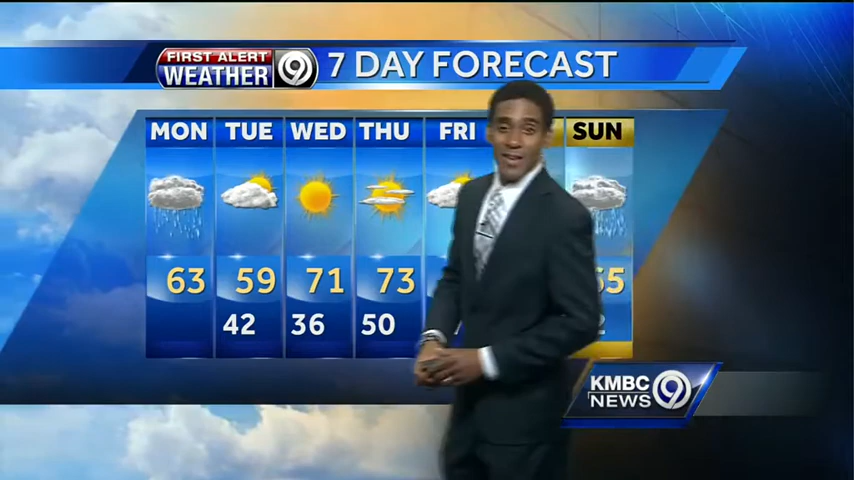 FIRST ALERT
WEATHER 9
7 DAY FORECAST
MON TUE WED THU FRI SUN
63 59 71 73
42 36 50
KMBC 9
NEWS